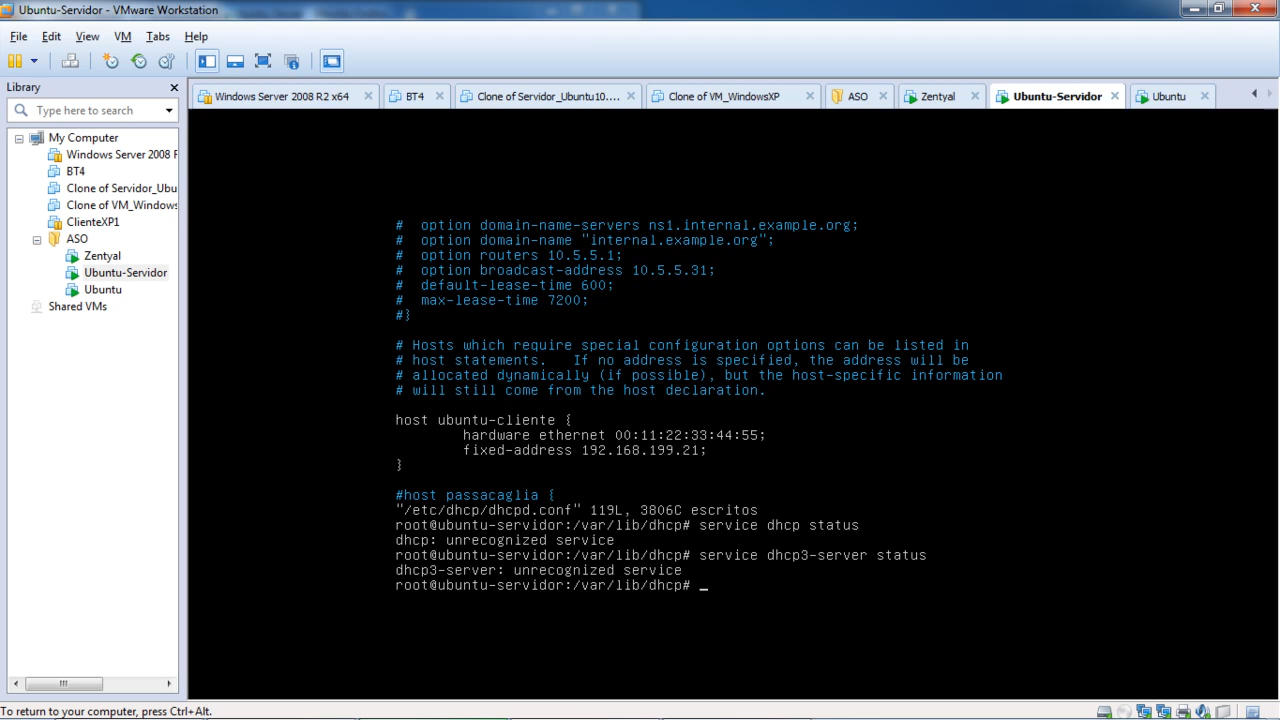 Ubuntu-Servidor - VMware Workstation
File Edit View VM Tabs Help
Library
Type here to search
My Computer
Windows Server 2008 R
BT4
Clone of Servidor_Ubu
Clone of VM_Windows
ClienteXP1
ASO
Zentyal
Ubuntu-Servidor
Ubuntu
Shared VMs
Windows Server 2008 R2 x64 BT4 Clone of Servidor_Ubuntu10.... Clone of VM_WindowsXP ASO Zentyal Ubuntu-Servidor Ubuntu
#  option domain-name-servers ns1.internal.example.org;
#  option domain-name "internal.example.org";
#  option routers 10.5.5.1;
#  option broadcast-address 10.5.5.31;
#  default-lease-time 600;
#  max-lease-time 7200;
#}
# Hosts which require special configuration options can be listed in
# host statements.   If no address is specified, the address will be
# allocated dynamically (if possible), but the host-specific information
# will still come from the host declaration.
host ubuntu-cliente {
hardware ethernet 00:11:22:33:44:55;
fixed-address 192.168.199.21;
}
#host passacaglia {
"/etc/dhcp/dhcpd.conf" 119L, 3806C escritos
root@ubuntu-servidor:/var/lib/dhcp# service dhcp status
dhcp: unrecognized service
root@ubuntu-servidor:/var/lib/dhcp# service dhcp3-server status
dhcp3-server: unrecognized service
root@ubuntu-servidor:/var/lib/dhcp# _
To return to your computer, press Ctrl+Alt.